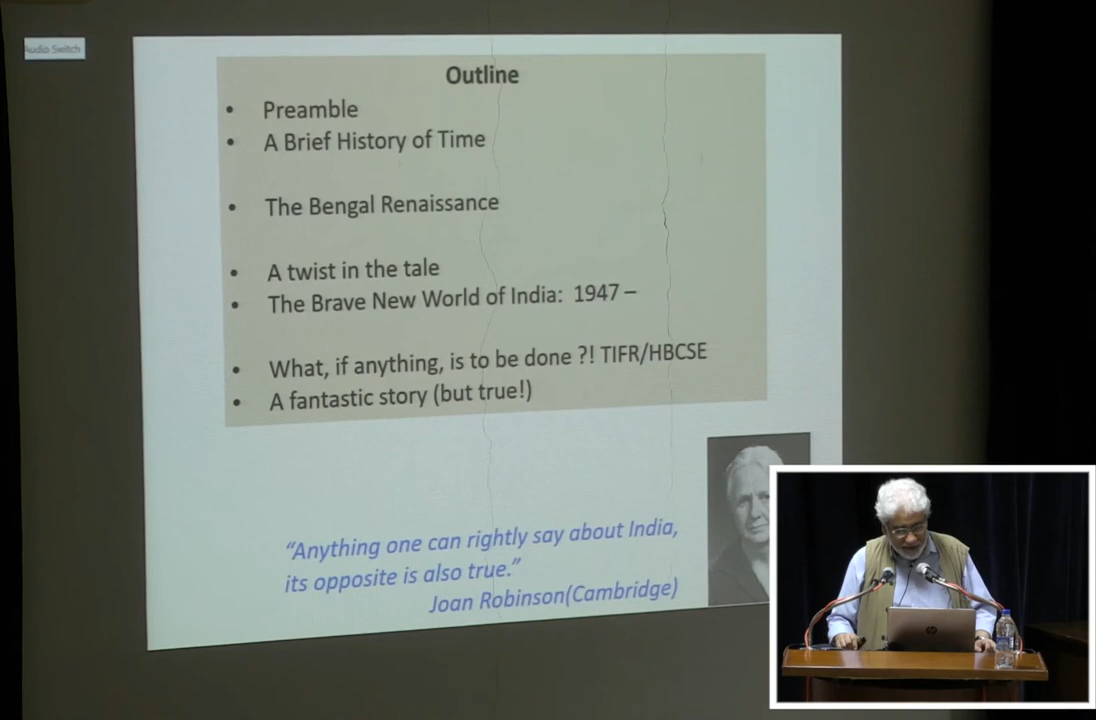 Audio Switch
Outline
• Preamble
• A Brief History of Time
• The Bengal Renaissance
• A twist in the tale
• The Brave New World of India: 1947 –
• What, if anything, is to be done ?! TIFR/HBCSE
• A fantastic story (but true!)
“Anything one can rightly say about India,
its opposite is also true.”
Joan Robinson(Cambridge)
hp